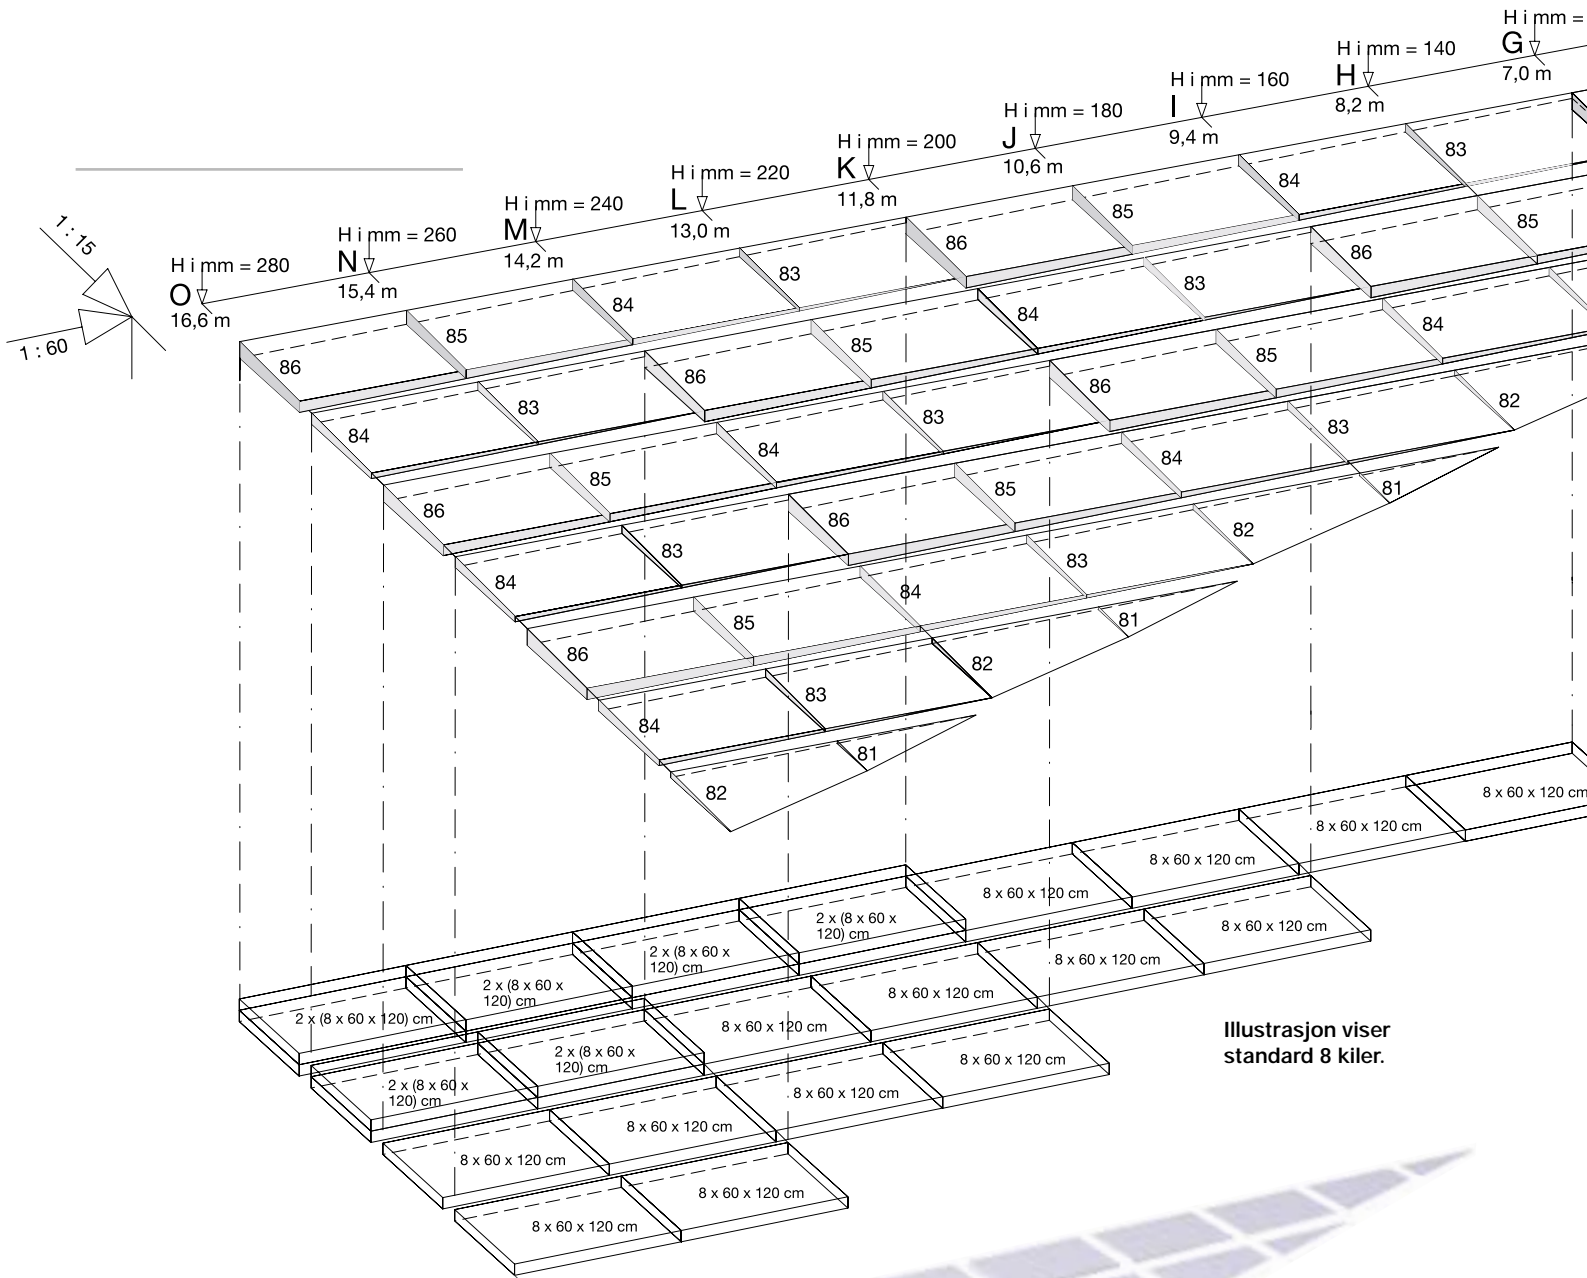 H i mm =
G
7,0 m
H i mm = 140
H
8,2 m
H i mm = 160
I
9,4 m
H i mm = 180
J
10,6 m
H i mm = 200
K
11,8 m
H i mm = 220
L
13,0 m
H i mm = 240
M
14,2 m
H i mm = 260
N
15,4 m
H i mm = 280
O
16,6 m
1 : 15
1 : 60
86 85 84 83 86 85 84 83
84 83 86 85 84 83 86 85
86 85 84 83 86 85 84
84 83 86 85 84 83 82
86 85 84 83 82 81
84 83 82 81
82 81
2 x (8 x 60 x 120) cm
2 x (8 x 60 x
120) cm
2 x (8 x 60 x
120) cm
2 x (8 x 60 x
120) cm
8 x 60 x 120 cm
8 x 60 x 120 cm
8 x 60 x 120 cm
8 x 60 x 120 cm
2 x (8 x 60 x
120) cm
2 x (8 x 60 x
120) cm
8 x 60 x 120 cm
8 x 60 x 120 cm
8 x 60 x 120 cm
8 x 60 x 120 cm
8 x 60 x 120 cm
8 x 60 x 120 cm
8 x 60 x 120 cm
8 x 60 x 120 cm
8 x 60 x 120 cm
8 x 60 x 120 cm
Illustrasjon viser
standard 8 kiler.